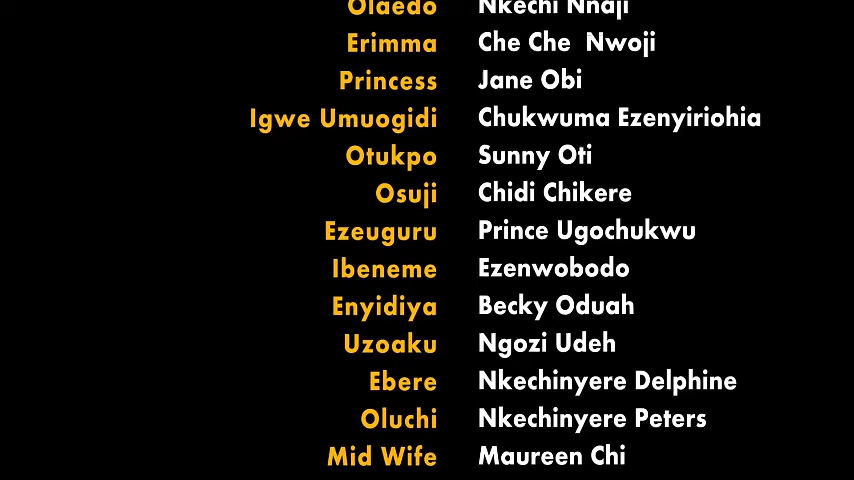 Olaedo Nkechi Nnaji
Erimma Che Che Nwoji
Princess Jane Obi
Igwe Umuogidi Chukwuma Ezenyiriohia
Otukpo Sunny Oti
Osuji Chidi Chikere
Ezeuguru Prince Ugochukwu
Ibeneme Ezenwobodo
Enyidiya Becky Oduah
Uzoaku Ngozi Udeh
Ebere Nkechinyere Delphine
Oluchi Nkechinyere Peters
Mid Wife Maureen Chi